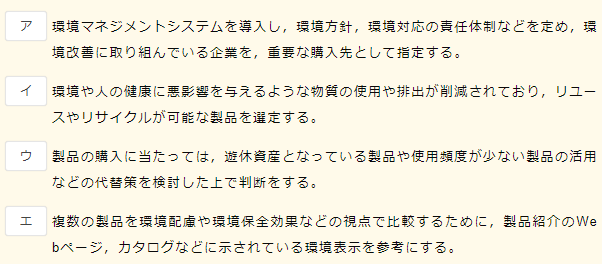 ア 環境マネジメントシステムを導入し，環境方針，環境対応の責任体制などを定め，環
境改善に取り組んでいる企業を，重要な購入先として指定する。
イ 環境や人の健康に悪影響を与えるような物質の使用や排出が削減されており，リユー
スやリサイクルが可能な製品を選定する。
ウ 製品の購入に当たっては，遊休資産となっている製品や使用頻度が少ない製品の活用
などの代替策を検討した上で判断をする。
エ 複数の製品を環境配慮や環境保全効果などの視点で比較するために，製品紹介のWe
bページ，カタログなどに示されている環境表示を参考にする。